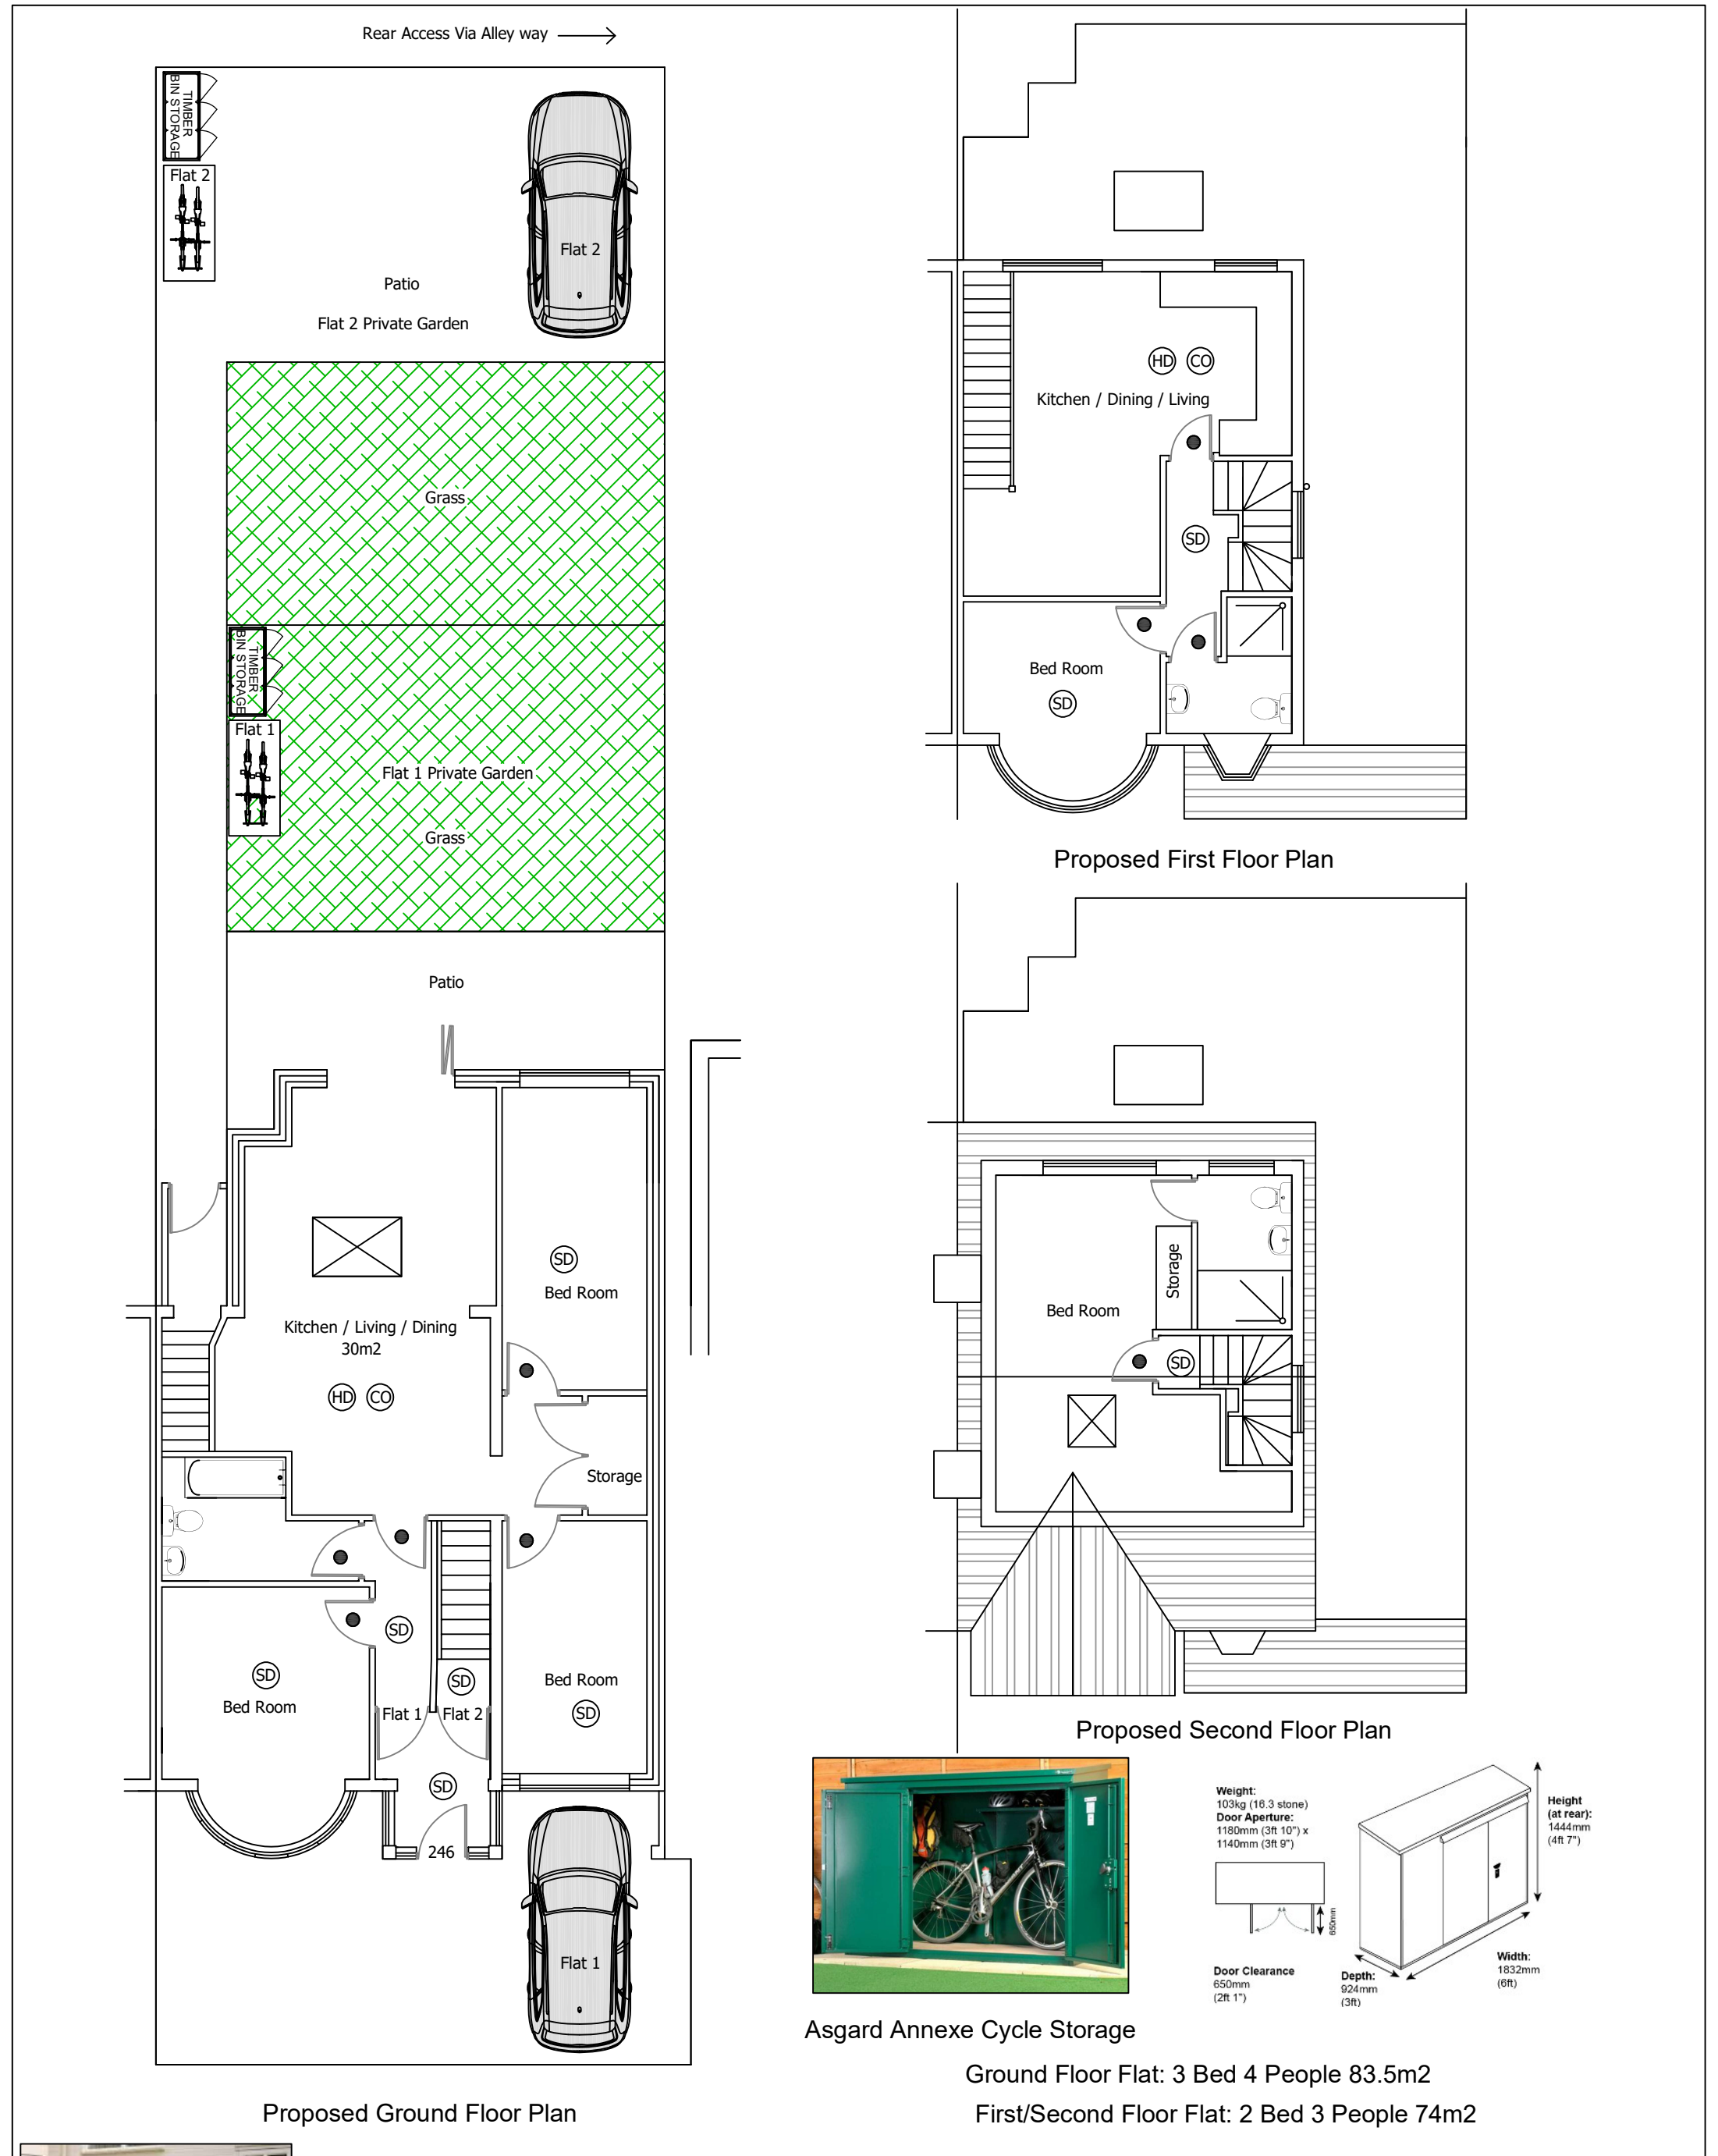 Rear Access Via Alley way
TIMBER
BIN STORAGE
Flat 2
Flat 2
Patio
Flat 2 Private Garden
Grass
TIMBER
BIN STORAGE
Flat 1
Flat 1 Private Garden
Grass
Patio
SD
Bed Room
Kitchen / Living / Dining
30m2
HD CO
Storage
SD
SD
Bed Room
SD
Bed Room
SD
Flat 1 Flat 2
SD
246
Flat 1
Proposed Ground Floor Plan
HD CO
Kitchen / Dining / Living
SD
Bed Room
SD
Proposed First Floor Plan
Storage
Bed Room
SD
Proposed Second Floor Plan
Weight:
103kg (16.3 stone)
Door Aperture:
1180mm (3ft 10") x
1140mm (3ft 9")
650mm
Door Clearance
650mm
(2ft 1")
Height
(at rear):
1444mm
(4ft 7")
Width:
1832mm
(6ft)
Depth:
924mm
(3ft)
Asgard Annexe Cycle Storage
Ground Floor Flat: 3 Bed 4 People 83.5m2
First/Second Floor Flat: 2 Bed 3 People 74m2